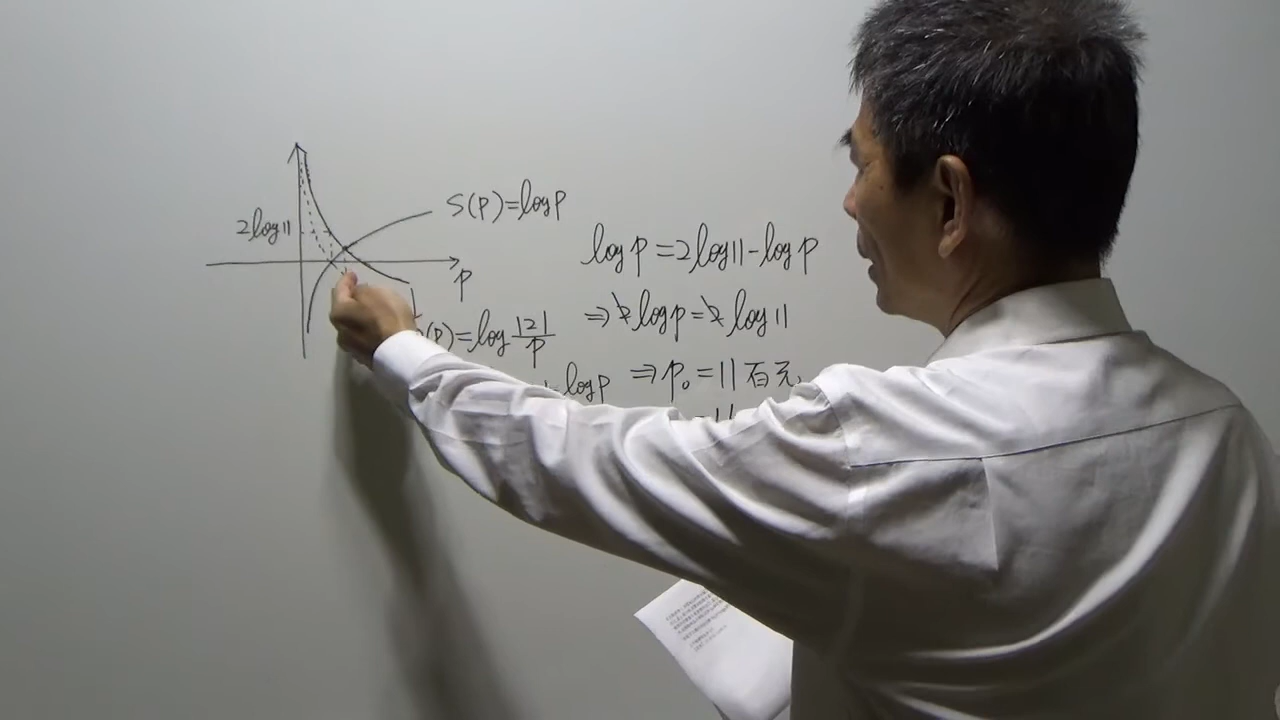 S(p)=log p
2log11
p
log p = 2log11 - log p
(p)=log 121/p
⇒ 2log p = 2log11
log p
⇒ p₀ = 11 百元